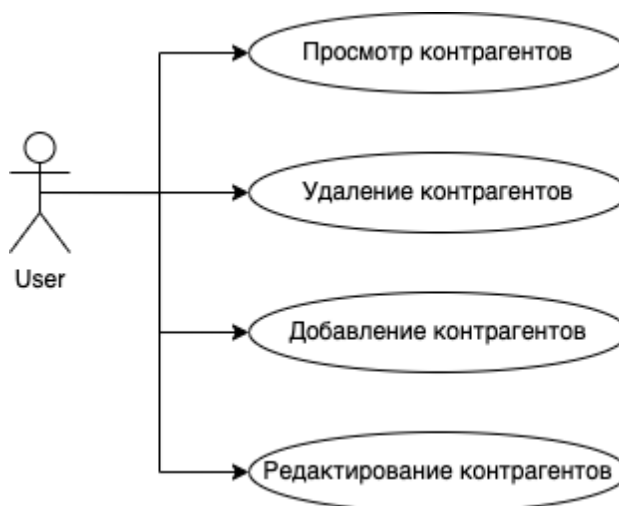 Просмотр контрагентов
Удаление контрагентов
User
Добавление контрагентов
Редактирование контрагентов